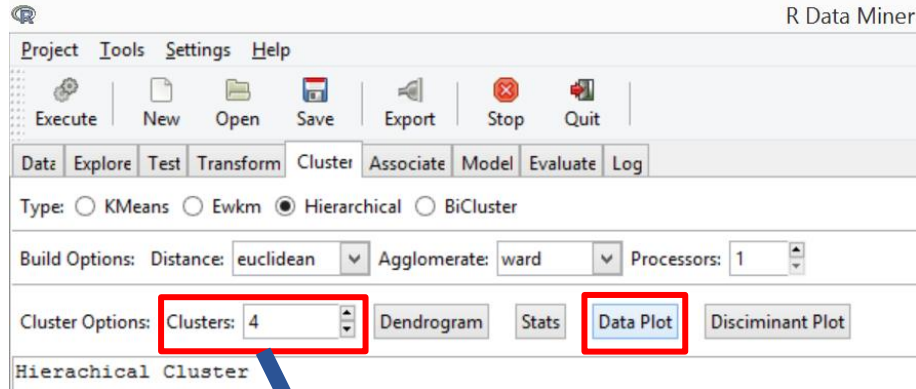 R Data Miner
Project Tools Settings Help
Execute New Open Save Export Stop Quit
Data Explore Test Transform Cluster Associate Model Evaluate Log
Type: KMeans Ewkm Hierarchical BiCluster
Build Options: Distance: euclidean Agglomerate: ward Processors: 1
Cluster Options: Clusters: 4 Dendrogram Stats Data Plot Disciminant Plot
Hierachical Cluster